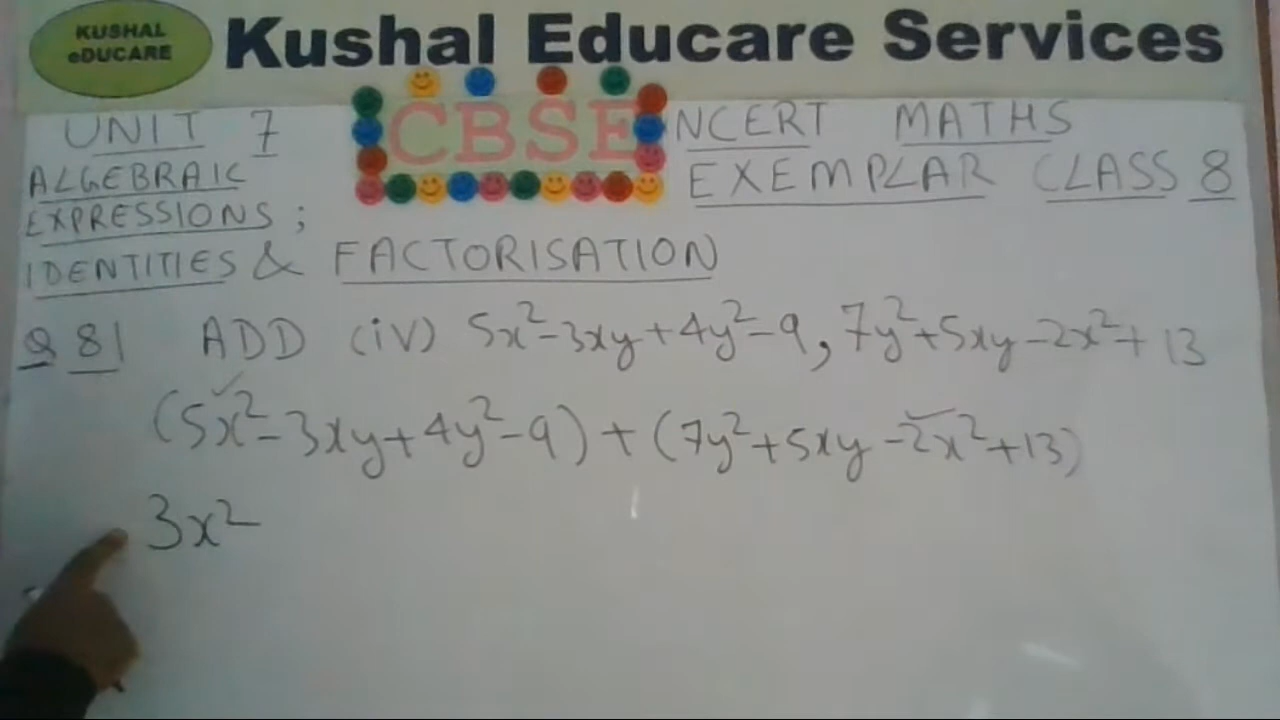 KUSHAL
eDUCARE
Kushal Educare Services
UNIT 7
ALGEBRAIC
EXPRESSIONS;
IDENTITIES & FACTORISATION
CBSE
NCERT MATHS
EXEMPLAR CLASS 8
Q 81 ADD (iv) 5x²-3xy+4y²-9, 7y²+5xy-2x²+13
(5x²-3xy+4y²-9)+(7y²+5xy-2x²+13)
3x²